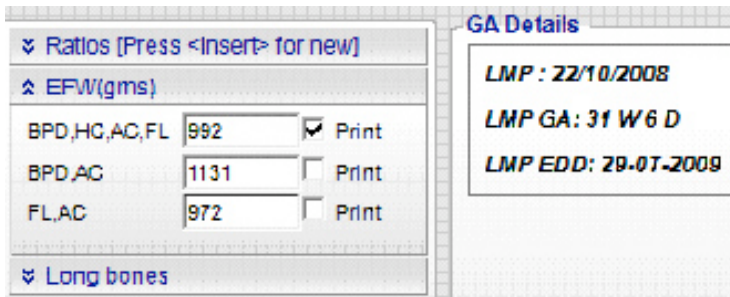 Ratios [Press <Insert> for new]
EFW(gms)
BPD,HC,AC,FL 992 Print
BPD,AC 1131 Print
FL,AC 972 Print
Long bones
GA Details
LMP : 22/10/2008
LMP GA: 31 W 6 D
LMP EDD: 29-07-2009